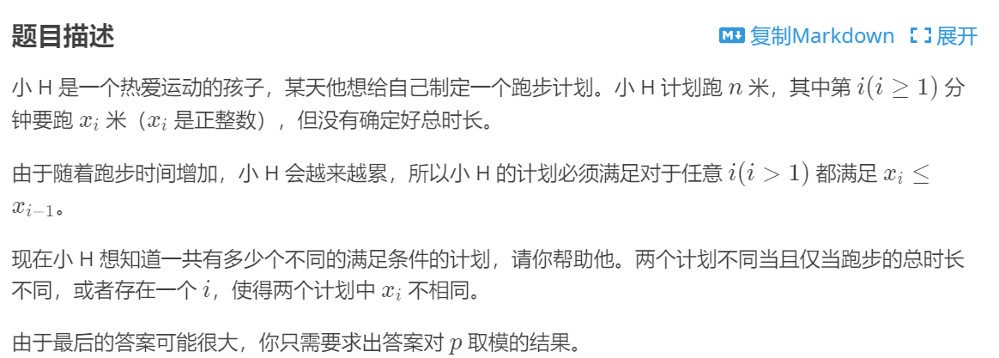 题目描述
复制Markdown 展开
小 H 是一个热爱运动的孩子，某天他想给自己制定一个跑步计划。小 H 计划跑 n 米，其中第 i(i ≥ 1) 分
钟要跑 xᵢ 米（xᵢ 是正整数），但没有确定好总时长。
由于随着跑步时间增加，小 H 会越来越累，所以小 H 的计划必须满足对于任意 i(i > 1) 都满足 xᵢ ≤
xᵢ₋₁。
现在小 H 想知道一共有多少个不同的满足条件的计划，请你帮助他。两个计划不同当且仅当跑步的总时长
不同，或者存在一个 i，使得两个计划中 xᵢ 不相同。
由于最后的答案可能很大，你只需要求出答案对 p 取模的结果。